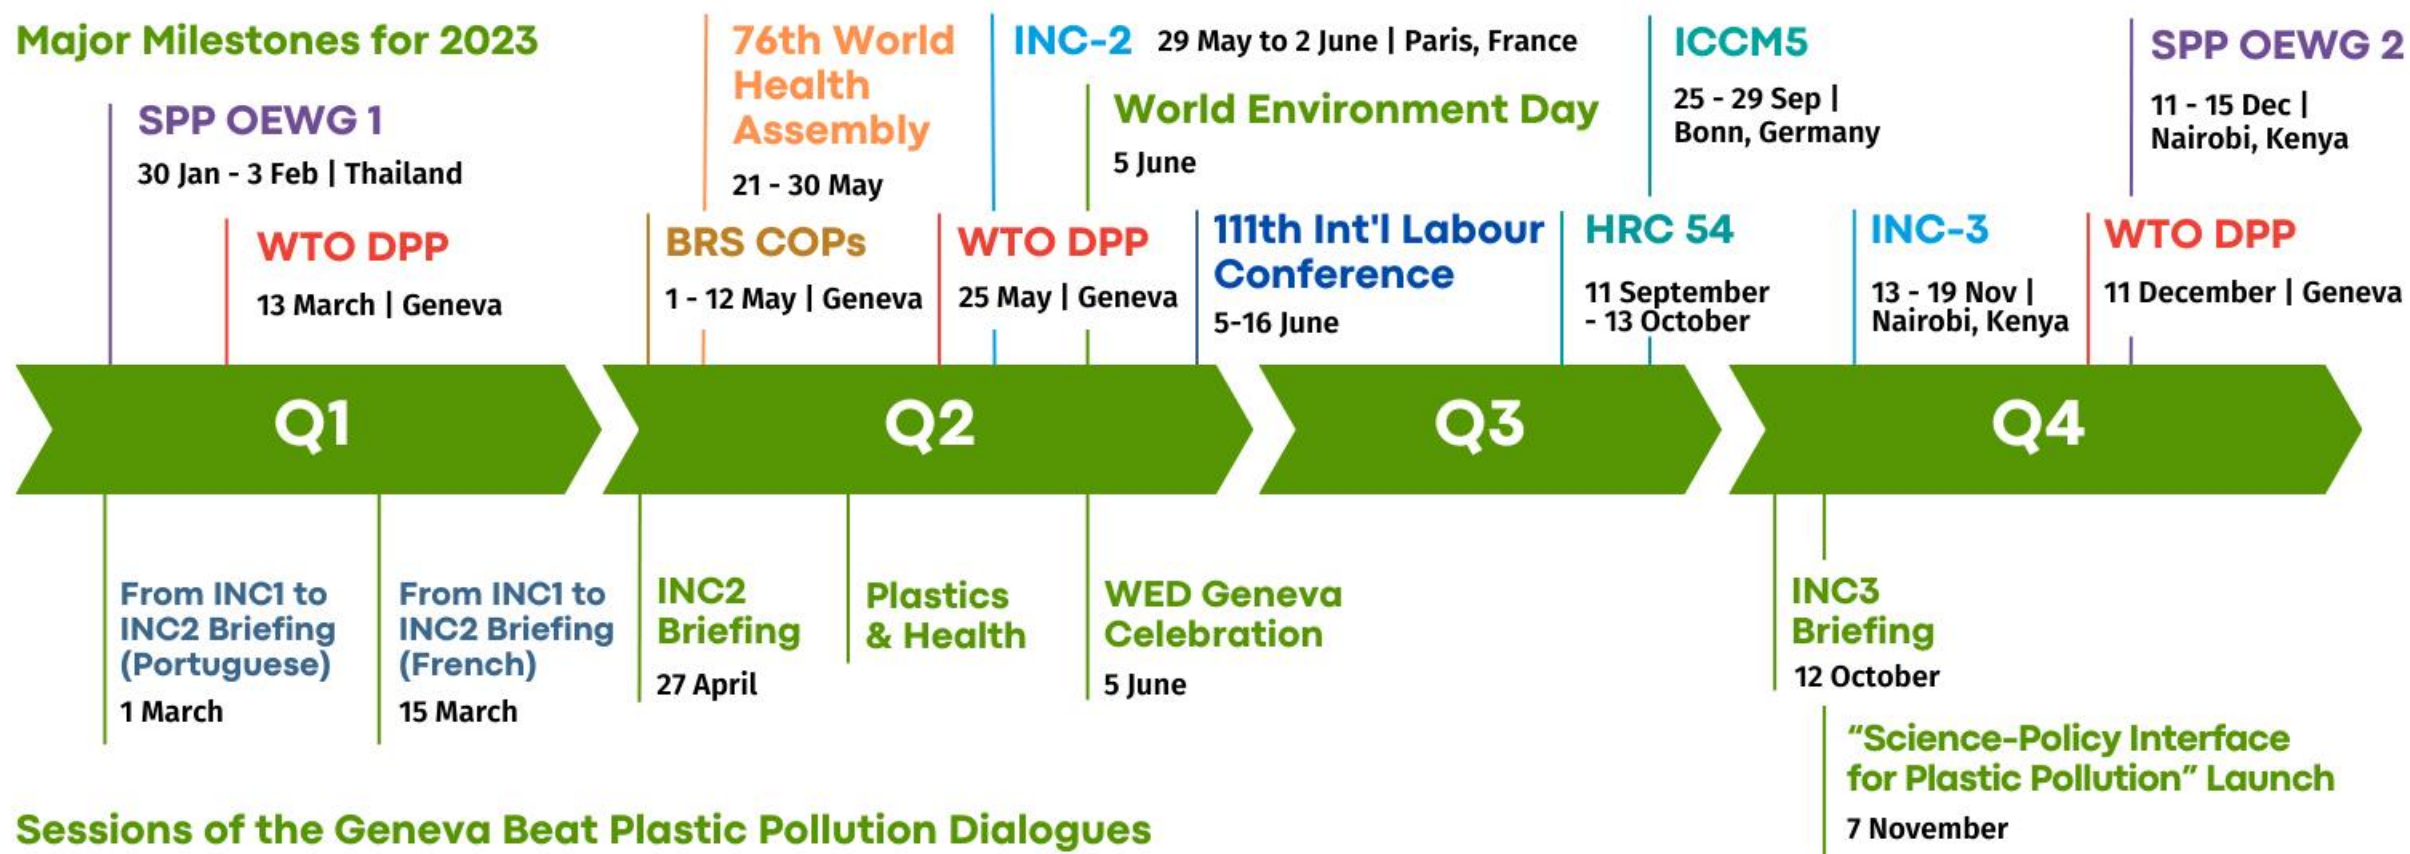 Major Milestones for 2023
SPP OEWG 1
30 Jan - 3 Feb | Thailand
WTO DPP
13 March | Geneva
76th World
Health
Assembly
21 - 30 May
BRS COPs
1 - 12 May | Geneva
INC-2 29 May to 2 June | Paris, France
World Environment Day
5 June
WTO DPP
25 May | Geneva
111th Int'l Labour
Conference
5-16 June
ICCM5
25 - 29 Sep |
Bonn, Germany
HRC 54
11 September
- 13 October
INC-3
13 - 19 Nov |
Nairobi, Kenya
SPP OEWG 2
11 - 15 Dec |
Nairobi, Kenya
WTO DPP
11 December | Geneva
Q1
Q2
Q3
Q4
From INC1 to
INC2 Briefing
(Portuguese)
1 March
From INC1 to
INC2 Briefing
(French)
15 March
INC2
Briefing
27 April
Plastics
& Health
WED Geneva
Celebration
5 June
INC3
Briefing
12 October
“Science-Policy Interface
for Plastic Pollution” Launch
7 November
Sessions of the Geneva Beat Plastic Pollution Dialogues